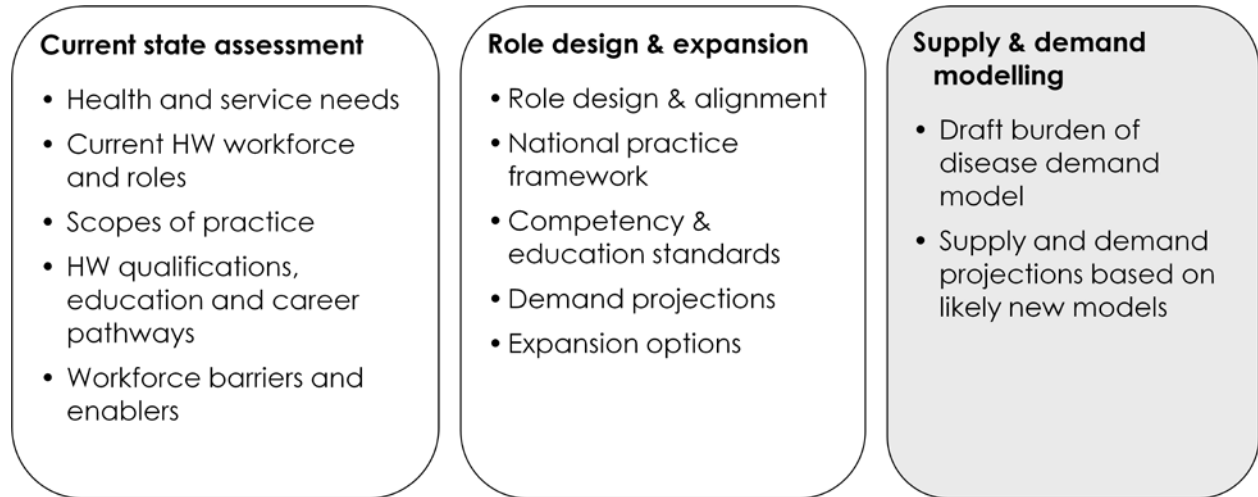 Current state assessment
• Health and service needs
• Current HW workforce
and roles
• Scopes of practice
• HW qualifications,
education and career
pathways
• Workforce barriers and
enablers
Role design & expansion
• Role design & alignment
• National practice
framework
• Competency &
education standards
• Demand projections
• Expansion options
Supply & demand
modelling
• Draft burden of
disease demand
model
• Supply and demand
projections based on
likely new models